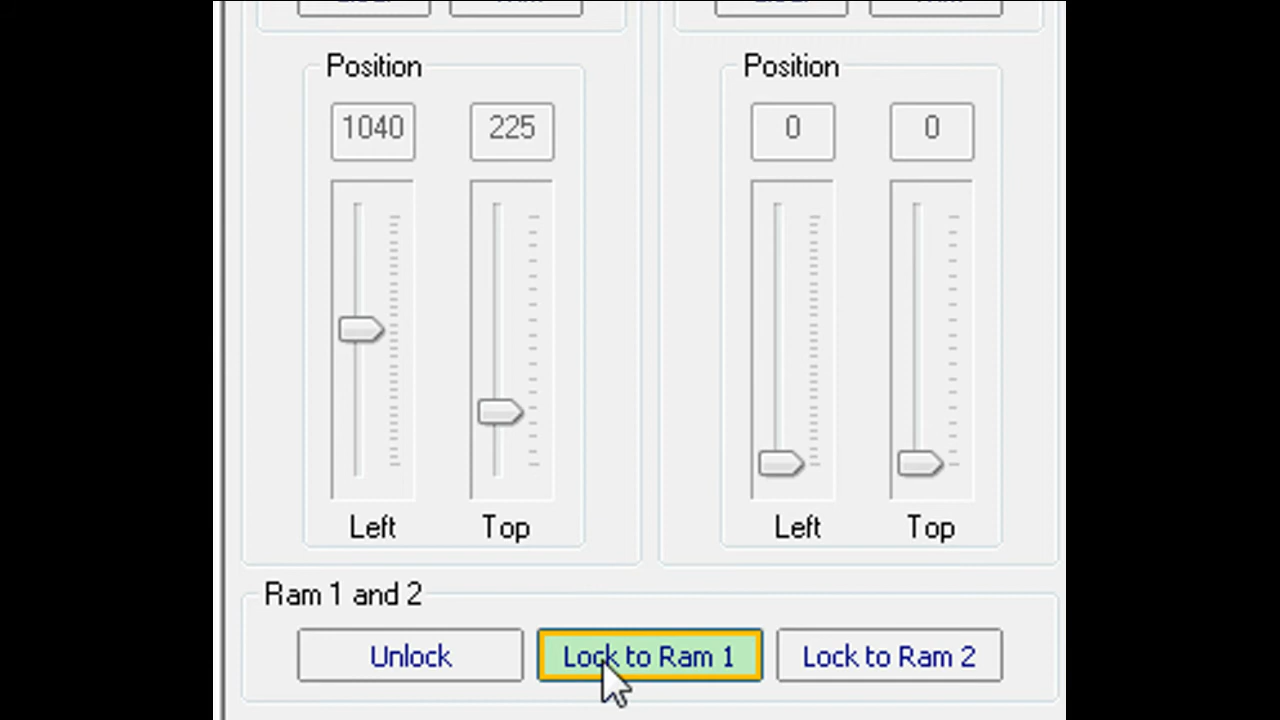 Position Position
1040 225 0 0
Left Top Left Top
Ram 1 and 2
Unlock Lock to Ram 1 Lock to Ram 2